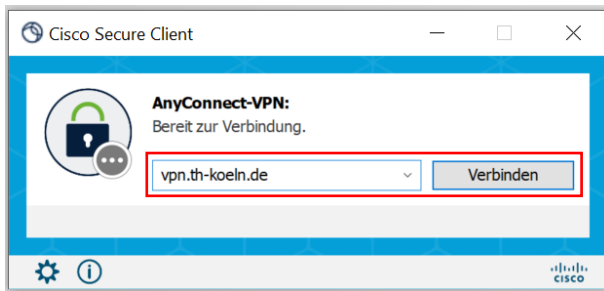 Cisco Secure Client
AnyConnect-VPN:
Bereit zur Verbindung.
vpn.th-koeln.de
Verbinden
cisco